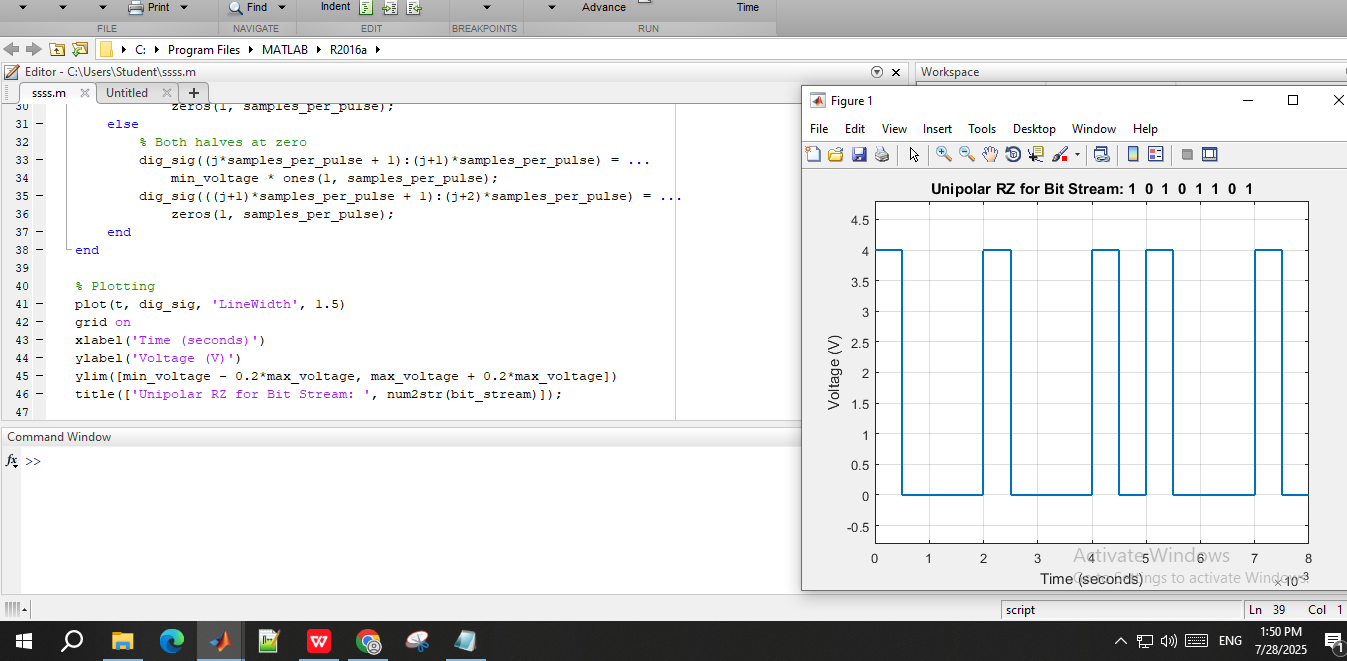 Print
Find
Indent
Advance
Time
FILE
NAVIGATE
EDIT
BREAKPOINTS
RUN
C: Program Files MATLAB R2016a
Editor - C:\Users\Student\ssss.m
Workspace
ssss.m
Untitled
+
30 zeros(1, samples_per_pulse);
31 – else
32 % Both halves at zero
33 – dig_sig((j*samples_per_pulse + 1):(j+1)*samples_per_pulse) = ...
34 min_voltage * ones(1, samples_per_pulse);
35 – dig_sig(((j+1)*samples_per_pulse + 1):(j+2)*samples_per_pulse) = ...
36 zeros(1, samples_per_pulse);
37 – end
38 – end
39
40 % Plotting
41 – plot(t, dig_sig, 'LineWidth', 1.5)
42 – grid on
43 – xlabel('Time (seconds)')
44 – ylabel('Voltage (V)')
45 – ylim([min_voltage - 0.2*max_voltage, max_voltage + 0.2*max_voltage])
46 – title(['Unipolar RZ for Bit Stream: ', num2str(bit_stream)]);
47
Command Window
fx >>
Figure 1
File Edit View Insert Tools Desktop Window Help
Unipolar RZ for Bit Stream: 1 0 1 0 1 1 0 1
4.5
4
3.5
3
2.5
2
1.5
1
0.5
0
-0.5
Voltage (V)
0 1 2 3 4 5 6 7 8
Time (seconds)
× 10-3
Activate Windows
Go to Settings to activate Windows.
script
Ln 39 Col 1
ENG
1:50 PM
7/28/2025
1